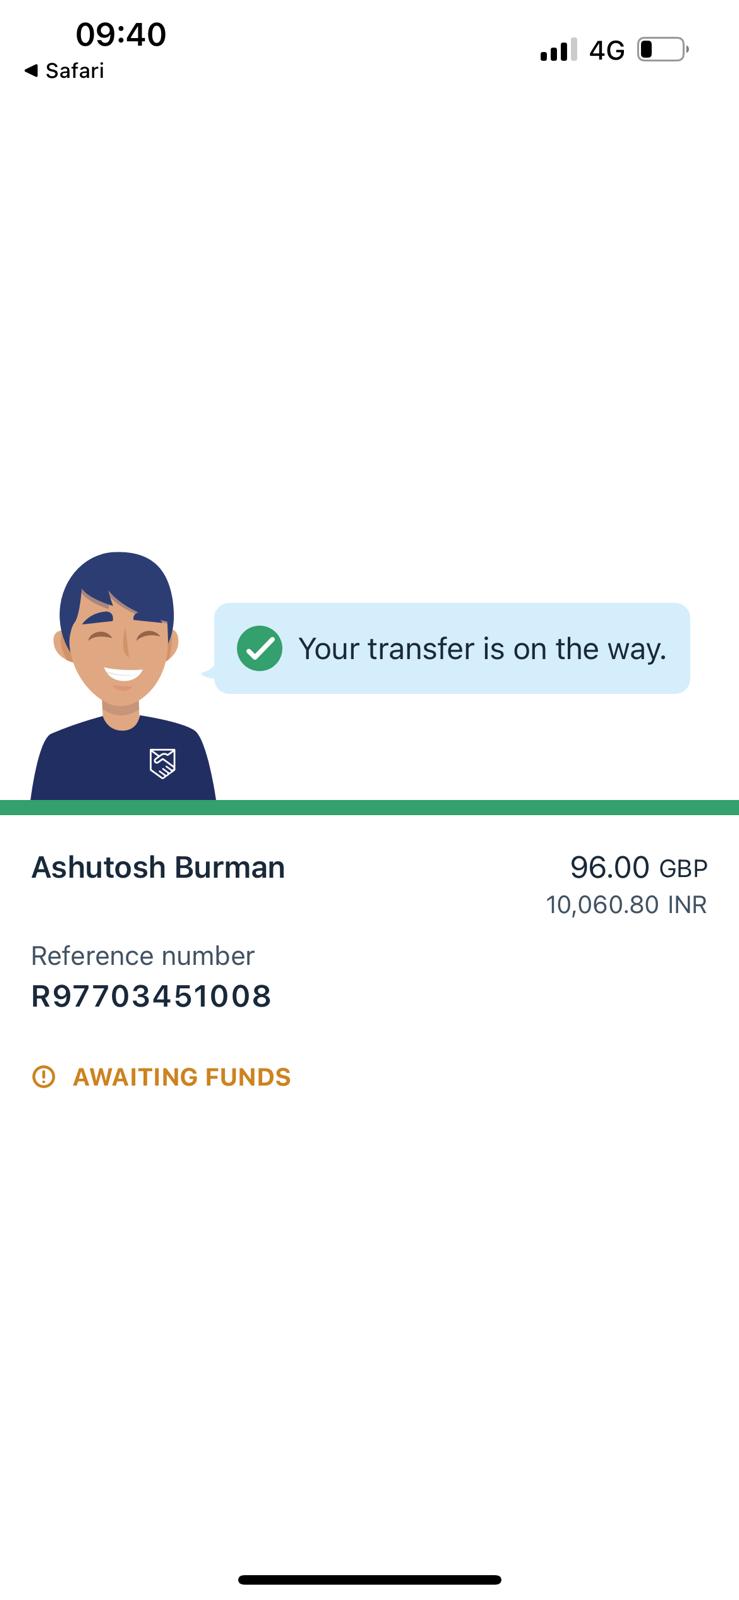 09:40
4G
◀ Safari
Your transfer is on the way.
Ashutosh Burman
96.00 GBP
10,060.80 INR
Reference number
R97703451008
AWAITING FUNDS